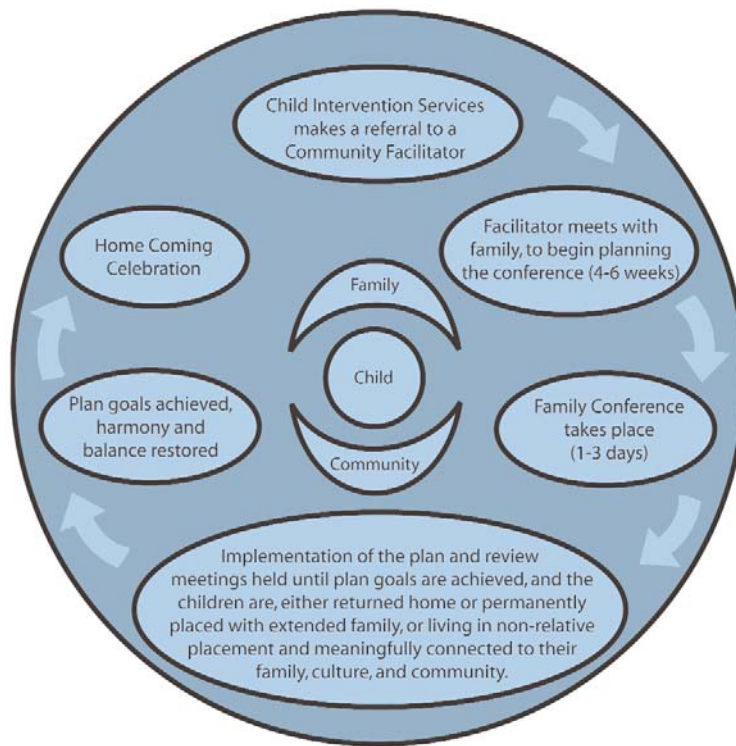 Child Intervention Services
makes a referral to a
Community Facilitator
Facilitator meets with
family, to begin planning
the conference (4-6 weeks)
Family Conference
takes place
(1-3 days)
Implementation of the plan and review
meetings held until plan goals are achieved, and the
children are, either returned home or permanently
placed with extended family, or living in non-relative
placement and meaningfully connected to their
family, culture, and community.
Plan goals achieved,
harmony and
balance restored
Home Coming
Celebration
Family
Child
Community